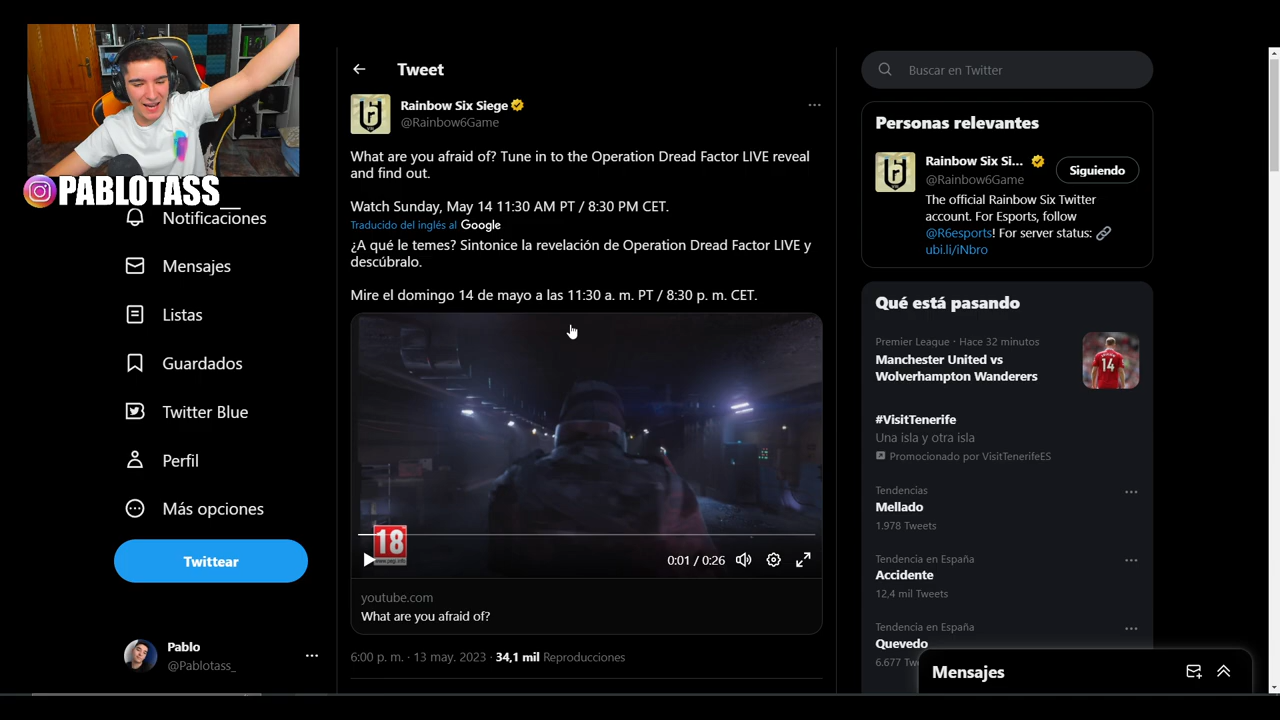 PABLOTASS_
Notificaciones
Mensajes
Listas
Guardados
Twitter Blue
Perfil
Más opciones
Twittear
Pablo
@Pablotass_
Tweet
Rainbow Six Siege
@Rainbow6Game
What are you afraid of? Tune in to the Operation Dread Factor LIVE reveal
and find out.
Watch Sunday, May 14 11:30 AM PT / 8:30 PM CET.
Traducido del inglés al Google
¿A qué le temes? Sintonice la revelación de Operation Dread Factor LIVE y
descúbralo.
Mire el domingo 14 de mayo a las 11:30 a. m. PT / 8:30 p. m. CET.
18
www.pegi.info
0:01 / 0:26
youtube.com
What are you afraid of?
6:00 p. m. · 13 may. 2023 · 34,1 mil Reproducciones
Buscar en Twitter
Personas relevantes
Rainbow Six Si...
@Rainbow6Game
Siguiendo
The official Rainbow Six Twitter
account. For Esports, follow
@R6esports! For server status: 🔗
ubi.li/iNbro
Qué está pasando
Premier League · Hace 32 minutos
Manchester United vs
Wolverhampton Wanderers
14
#VisitTenerife
Una isla y otra isla
Promocionado por VisitTenerifeES
Tendencias
Mellado
1.978 Tweets
Tendencia en España
Accidente
12,4 mil Tweets
Tendencia en España
Quevedo
6.677
Mensajes